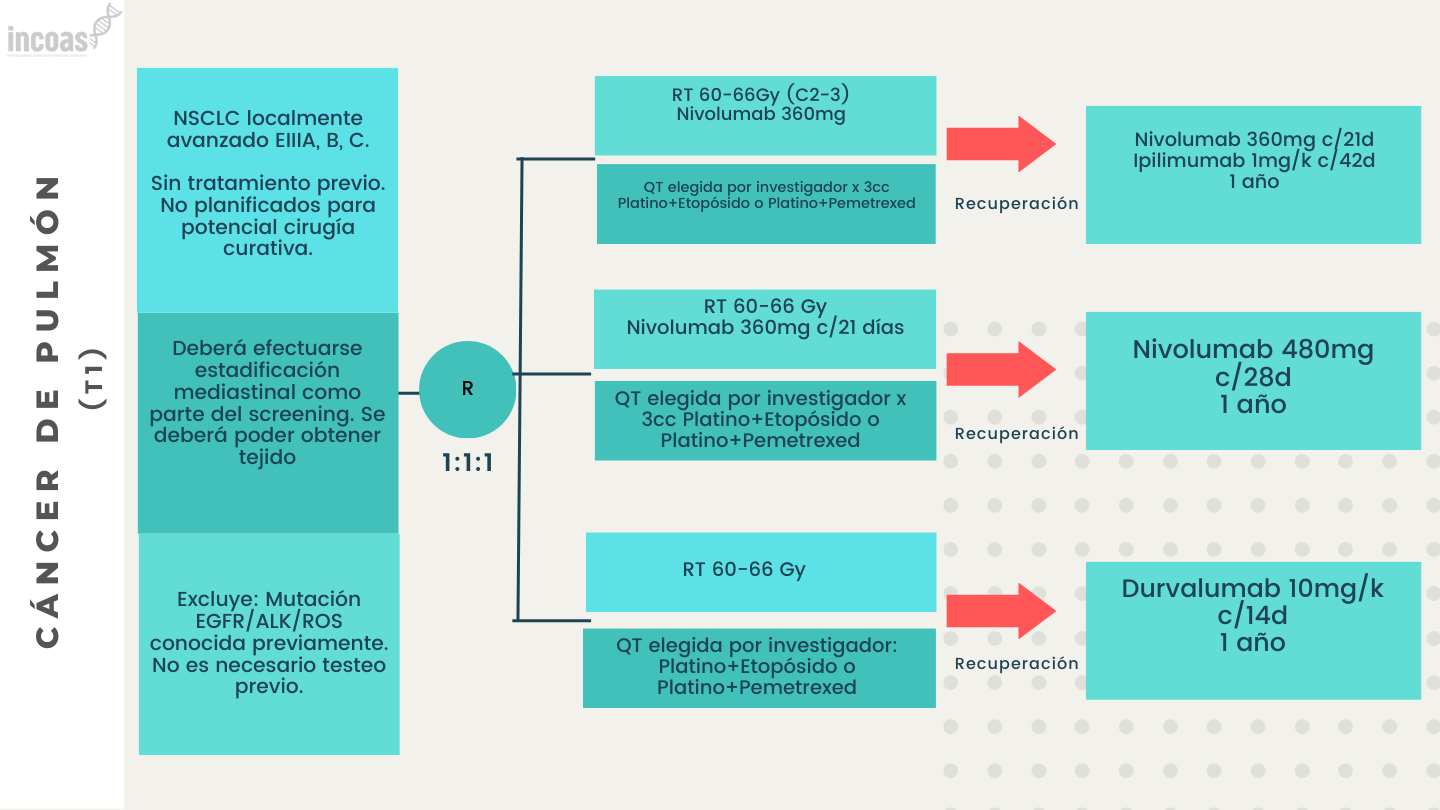 incoas
CÁNCER DE PULMÓN
(T1)
NSCLC localmente
avanzado EIIIA, B, C.
Sin tratamiento previo.
No planificados para
potencial cirugía
curativa.
Deberá efectuarse
estadificación
mediastinal como
parte del screening. Se
deberá poder obtener
tejido
Excluye: Mutación
EGFR/ALK/ROS
conocida previamente.
No es necesario testeo
previo.
R
1:1:1
RT 60-66Gy (C2-3)
Nivolumab 360mg
QT elegida por investigador x 3cc
Platino+Etopósido o Platino+Pemetrexed
Recuperación
Nivolumab 360mg c/21d
Ipilimumab 1mg/k c/42d
1 año
RT 60-66 Gy
Nivolumab 360mg c/21 días
QT elegida por investigador x
3cc Platino+Etopósido o
Platino+Pemetrexed
Recuperación
Nivolumab 480mg
c/28d
1 año
RT 60-66 Gy
QT elegida por investigador:
Platino+Etopósido o
Platino+Pemetrexed
Recuperación
Durvalumab 10mg/k
c/14d
1 año